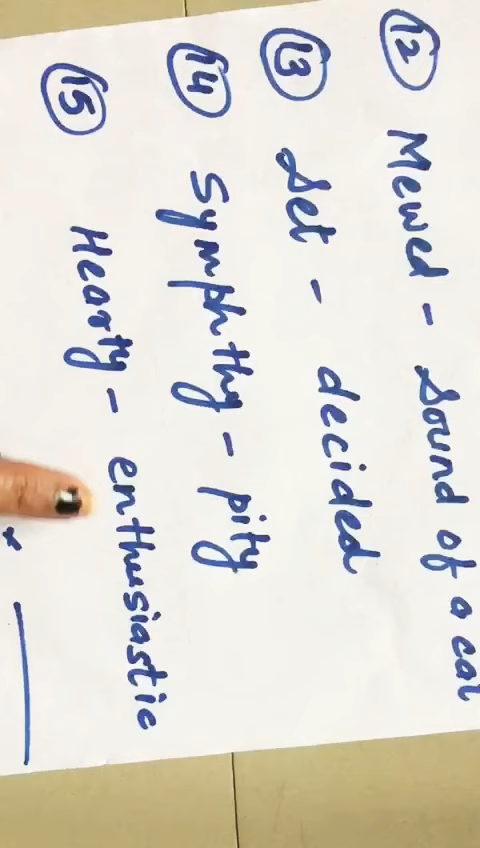 12 Mewed - Sound of a cat
13 Set - decided
14 Symphthy - pity
15 Hearty - enthusiastic